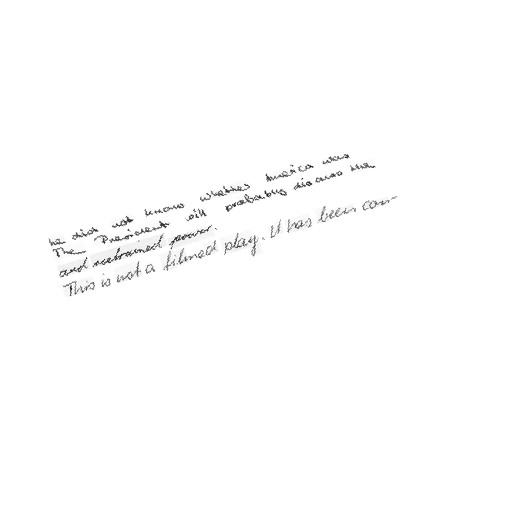 he did not know whether America was
The President will probably discuss the
and restrained power.
This is not a filmed play. It has been con-